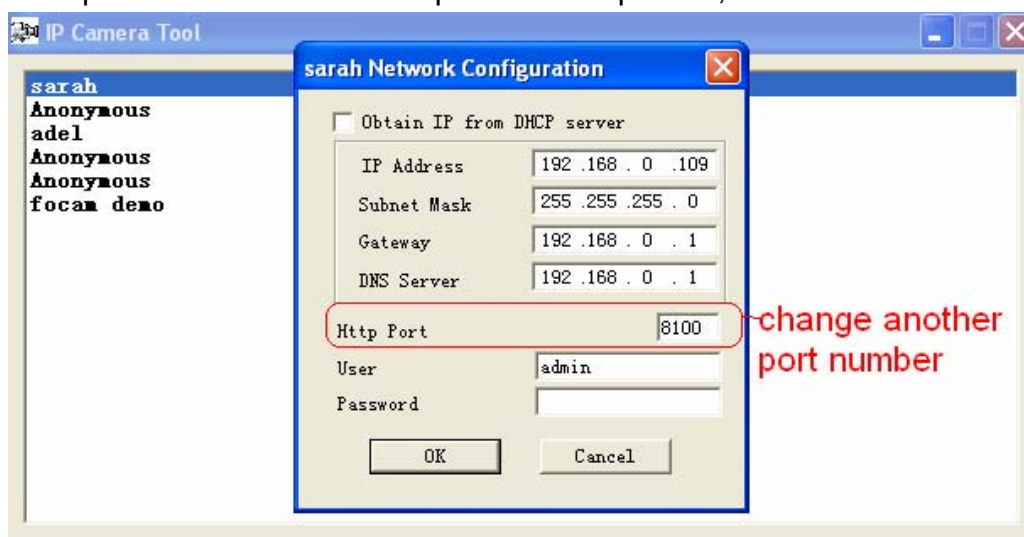 IP Camera Tool
sarah
Anonymous
adel
Anonymous
Anonymous
focam demo
sarah Network Configuration
Obtain IP from DHCP server
IP Address 192 .168 . 0 .109
Subnet Mask 255 .255 .255 . 0
Gateway 192 .168 . 0 . 1
DNS Server 192 .168 . 0 . 1
Http Port 8100
change another
port number
User admin
Password
OK Cancel